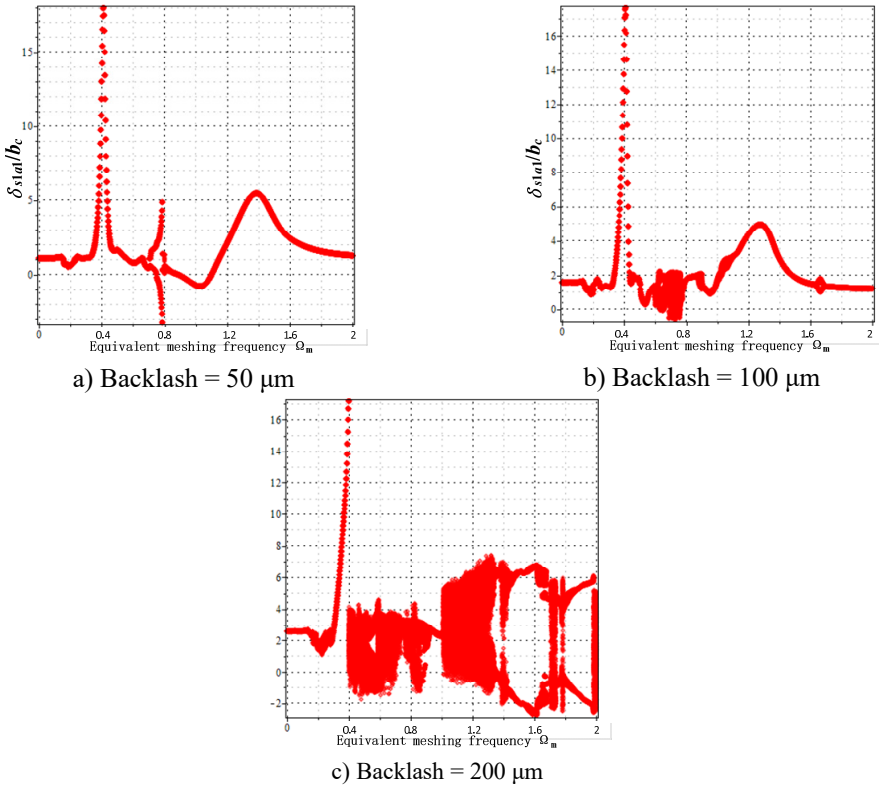 15
10
5
0
δs1a1/bc
0 0.4 0.8 1.2 1.6 2
Equivalent meshing frequency Ωm
a) Backlash = 50 μm
16
14
12
10
8
6
4
2
0
δs1a1/bc
0 0.4 0.8 1.2 1.6 2
Equivalent meshing frequency Ωm
b) Backlash = 100 μm
16
14
12
10
8
6
4
2
0
-2
0 0.4 0.8 1.2 1.6 2
Equivalent meshing frequency Ωm
c) Backlash = 200 μm